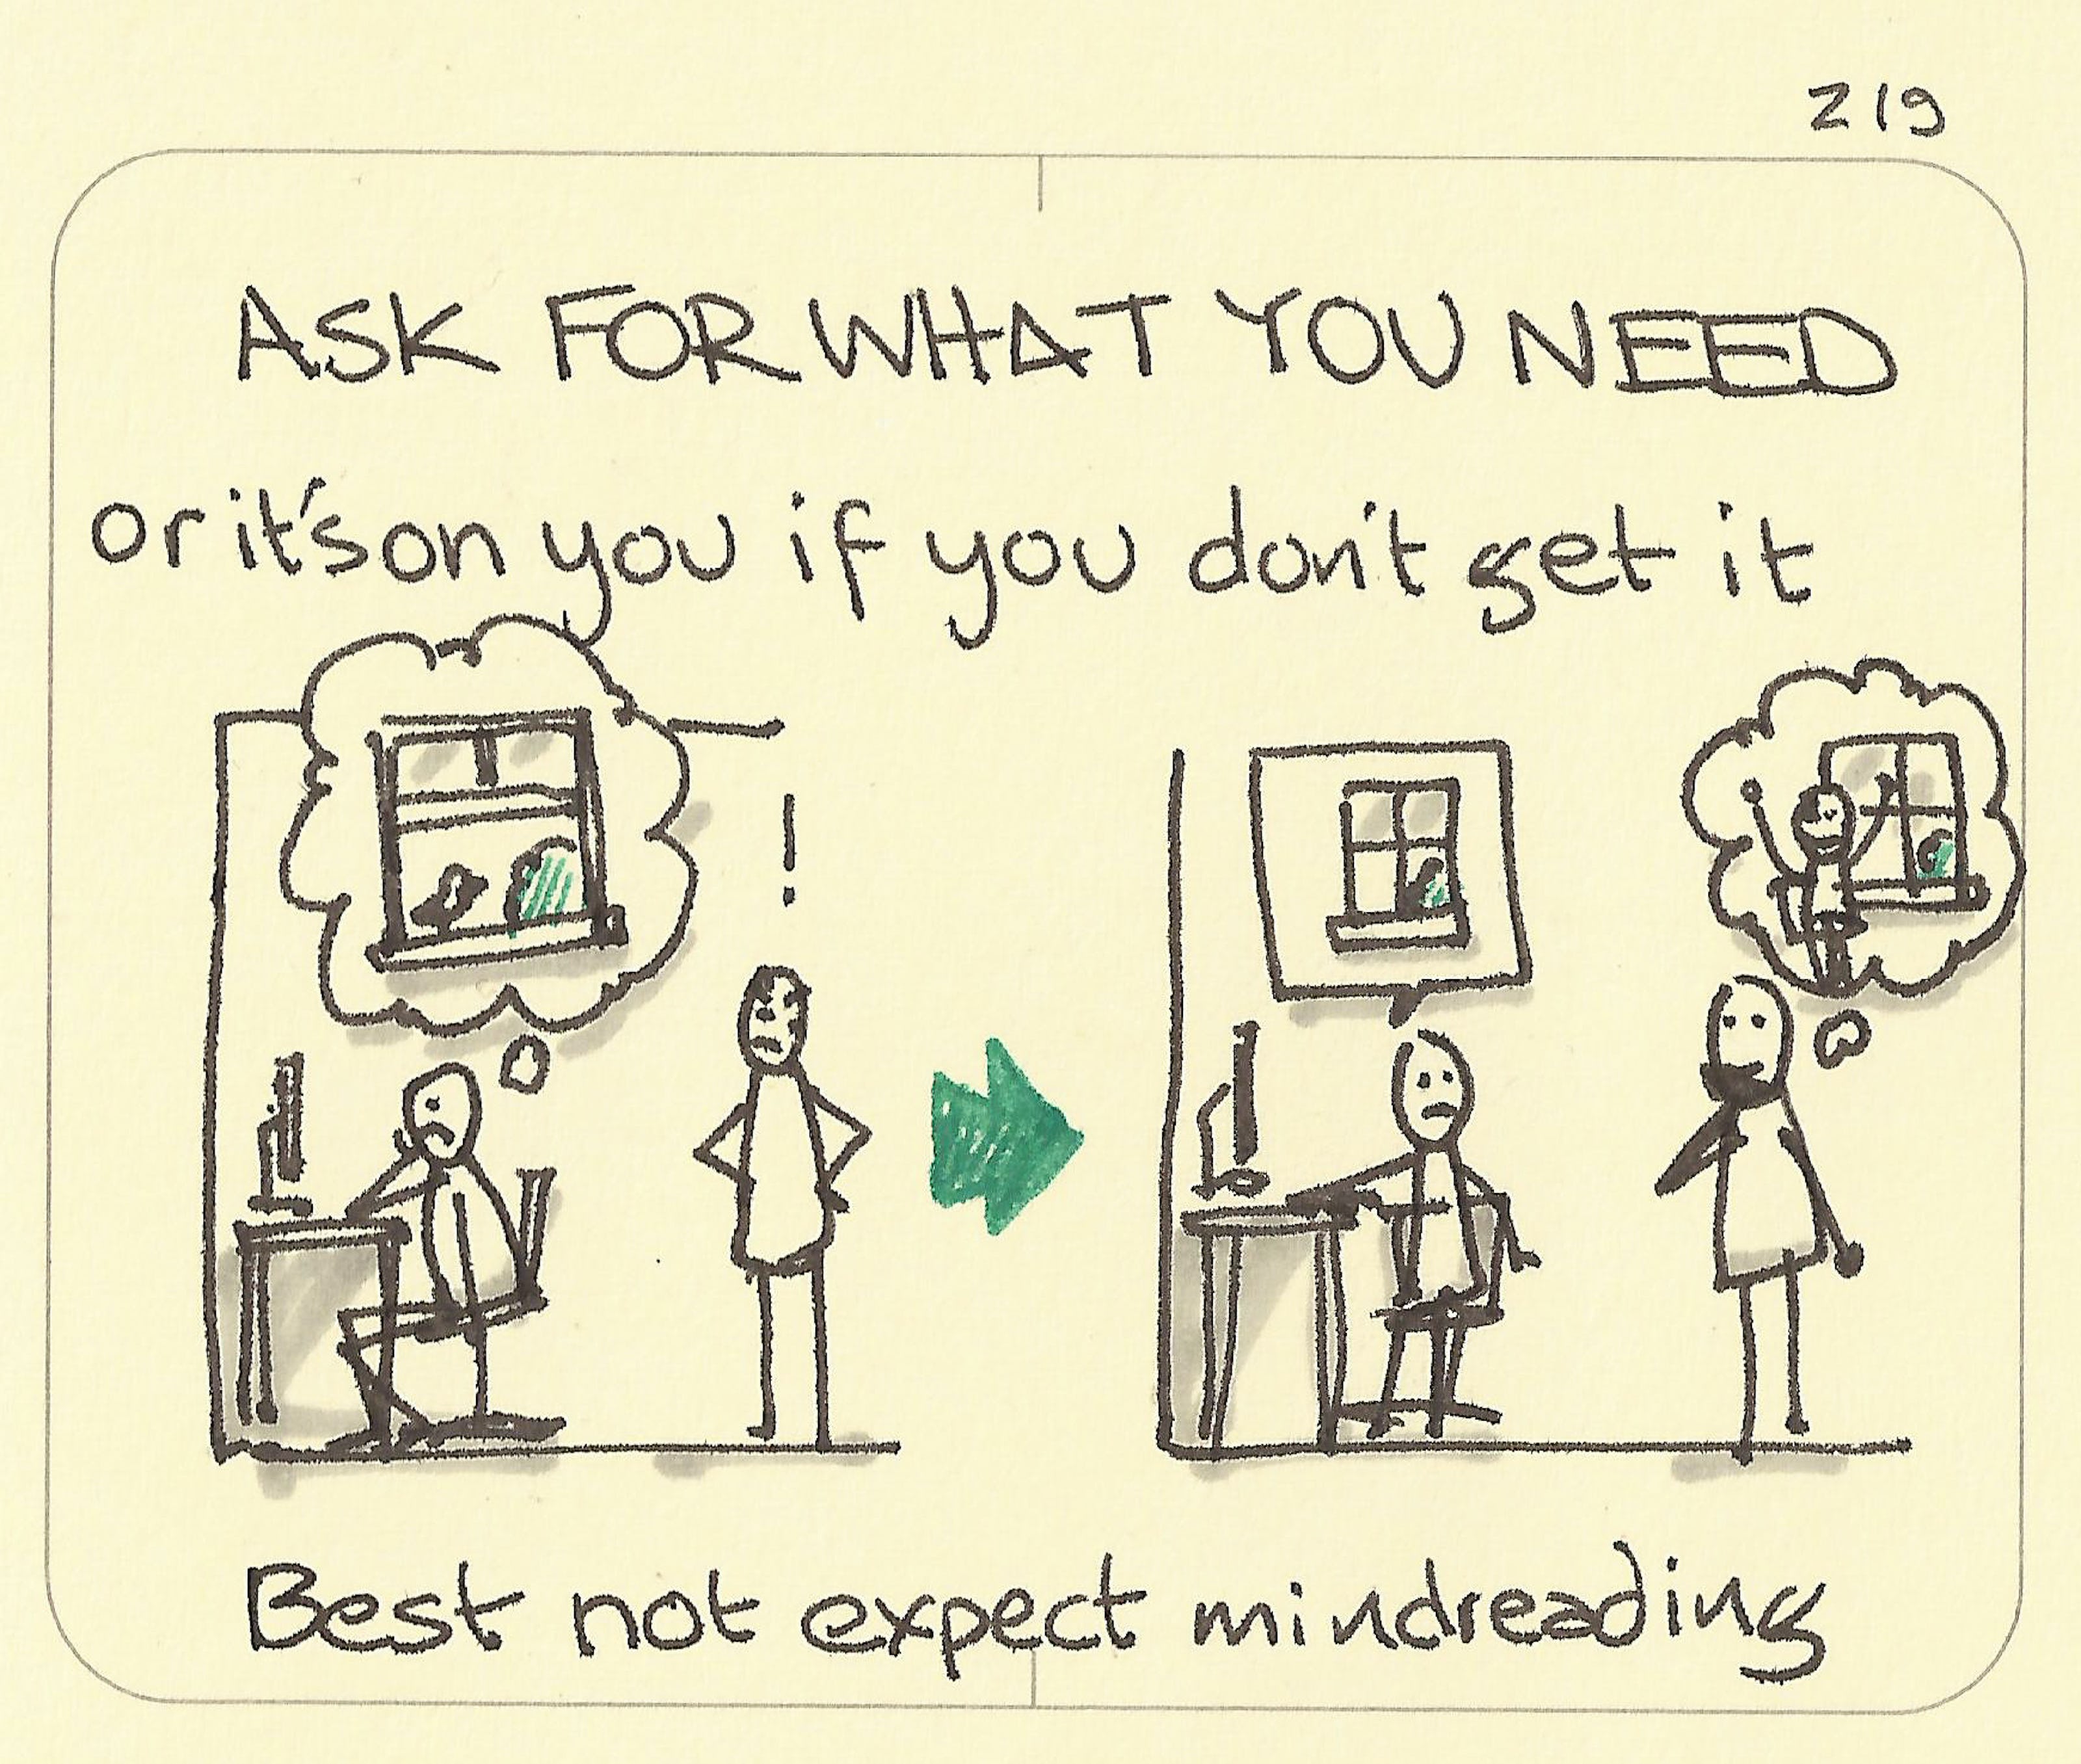 219
ASK FOR WHAT YOU NEED
or it's on you if you don't get it
!
Best not expect mindreading